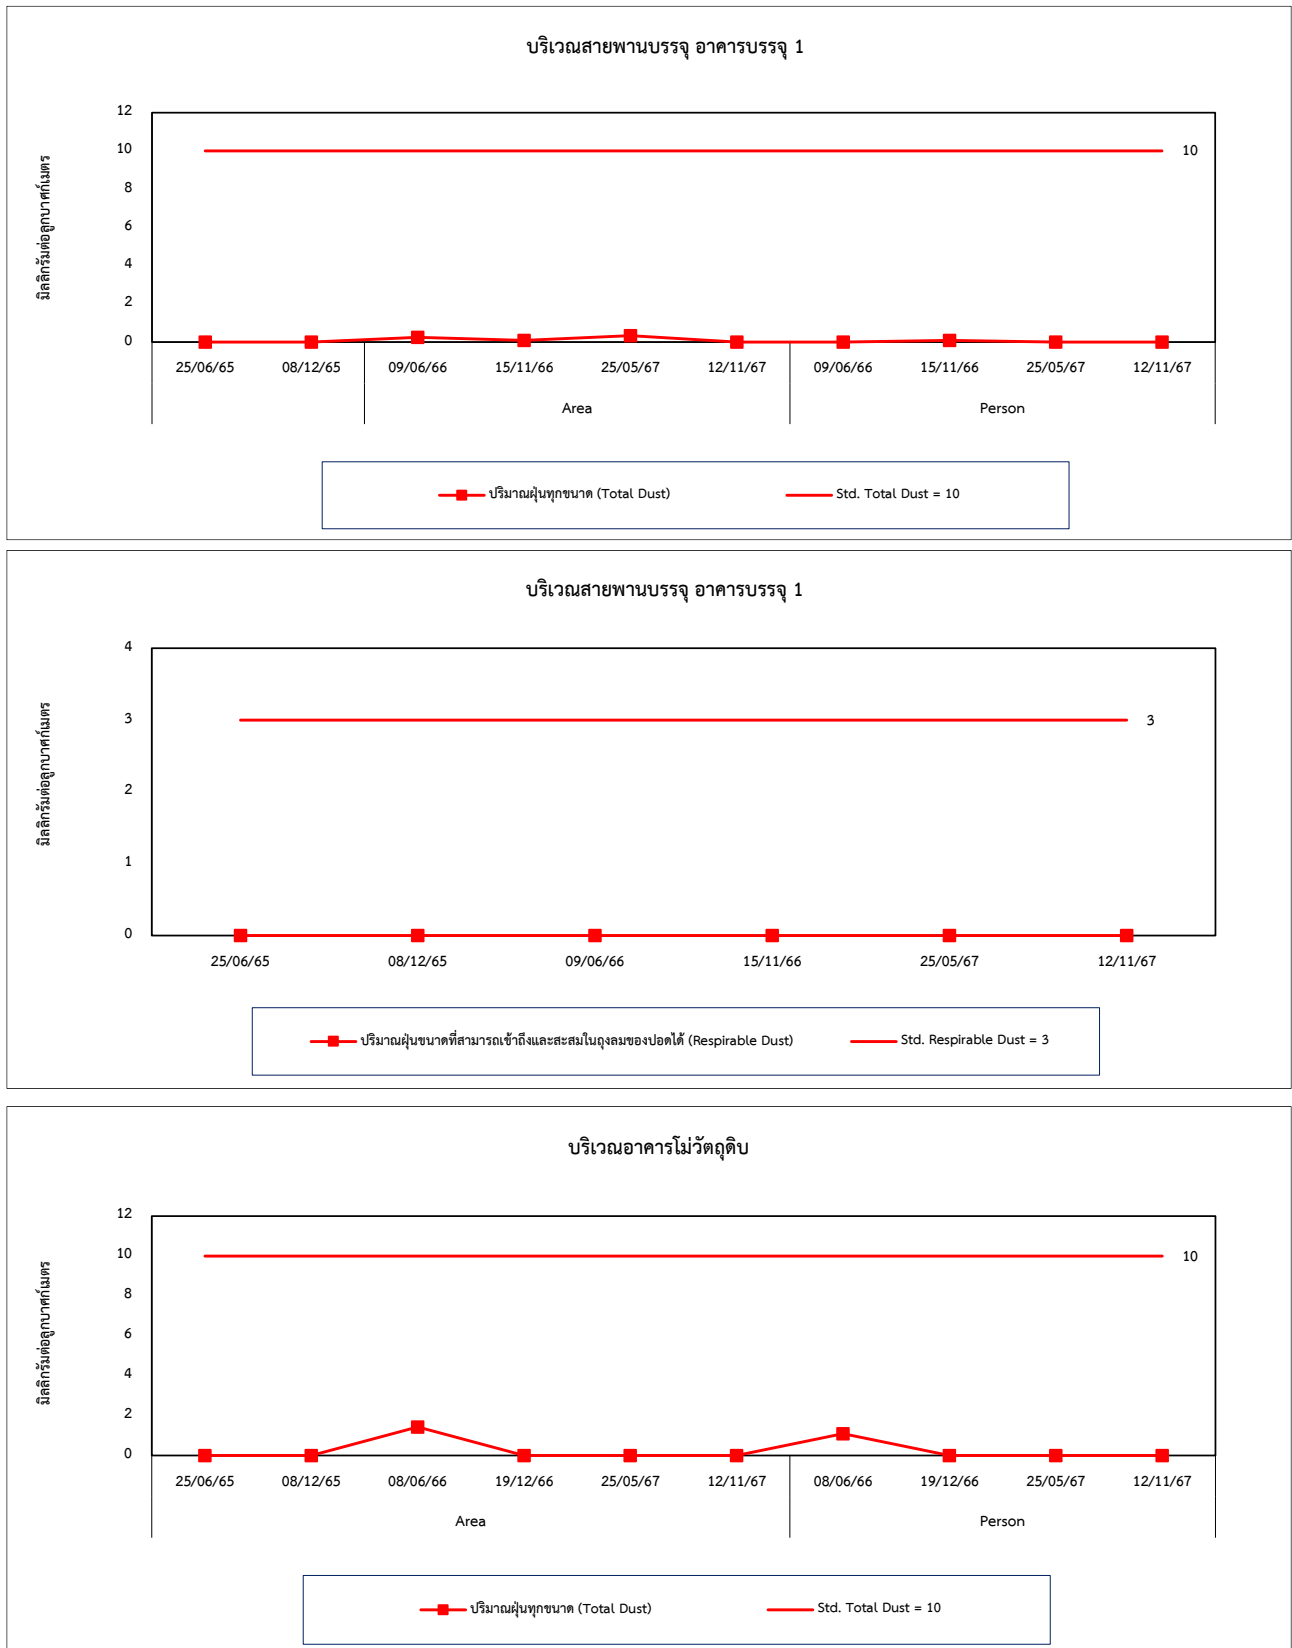 บริเวณสายพานบรรจุ อาคารบรรจุ 1
มิลลิกรัมต่อลูกบาศก์เมตร
12
10
8
6
4
2
0
10
25/06/65 08/12/65 09/06/66 15/11/66 25/05/67 12/11/67 09/06/66 15/11/66 25/05/67 12/11/67
Area Person
ปริมาณฝุ่นทุกขนาด (Total Dust) Std. Total Dust = 10
บริเวณสายพานบรรจุ อาคารบรรจุ 1
มิลลิกรัมต่อลูกบาศก์เมตร
4
3
2
1
0
3
25/06/65 08/12/65 09/06/66 15/11/66 25/05/67 12/11/67
ปริมาณฝุ่นขนาดที่สามารถเข้าถึงและสะสมในถุงลมของปอดได้ (Respirable Dust) Std. Respirable Dust = 3
บริเวณอาคารโม่วัตถุดิบ
มิลลิกรัมต่อลูกบาศก์เมตร
12
10
8
6
4
2
0
10
25/06/65 08/12/65 08/06/66 19/12/66 25/05/67 12/11/67 08/06/66 19/12/66 25/05/67 12/11/67
Area Person
ปริมาณฝุ่นทุกขนาด (Total Dust) Std. Total Dust = 10